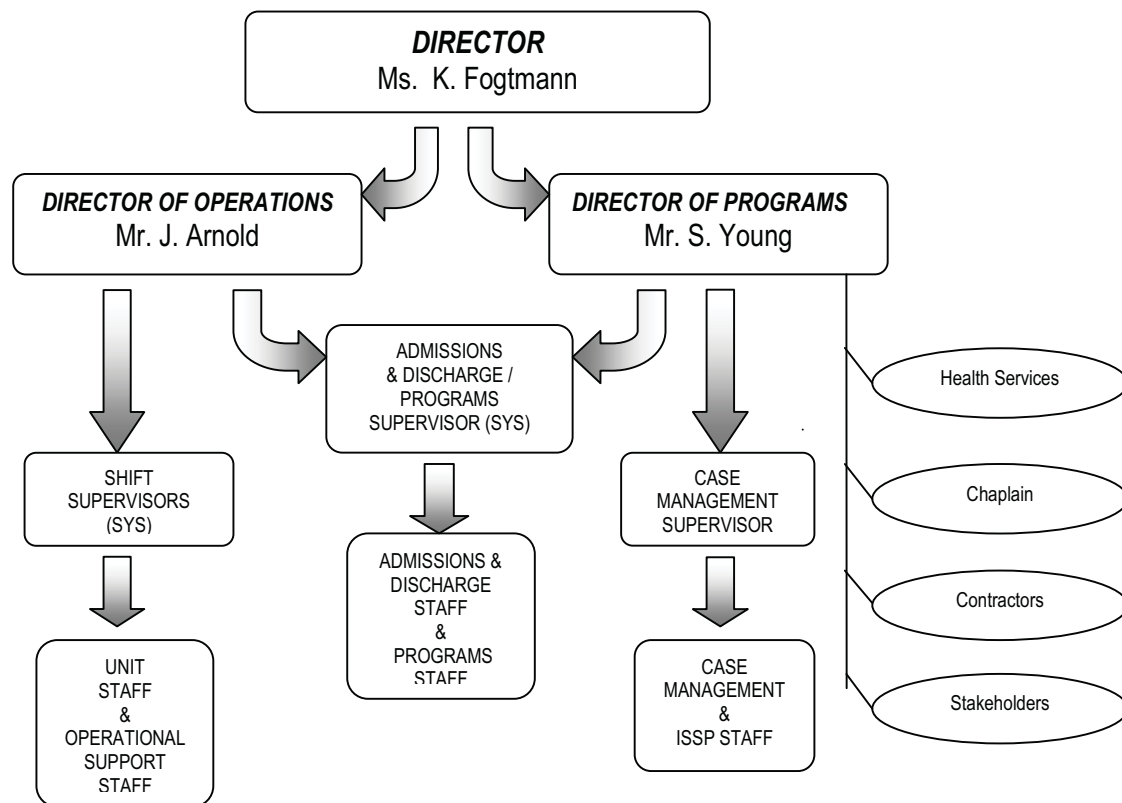 DIRECTOR
Ms. K. Fogtmann
DIRECTOR OF OPERATIONS
Mr. J. Arnold
DIRECTOR OF PROGRAMS
Mr. S. Young
ADMISSIONS
& DISCHARGE /
PROGRAMS
SUPERVISOR (SYS)
Health Services
SHIFT
SUPERVISORS
(SYS)
CASE
MANAGEMENT
SUPERVISOR
Chaplain
ADMISSIONS &
DISCHARGE
STAFF
&
PROGRAMS
STAFF
Contractors
UNIT
STAFF
&
OPERATIONAL
SUPPORT
STAFF
CASE
MANAGEMENT
&
ISSP STAFF
Stakeholders